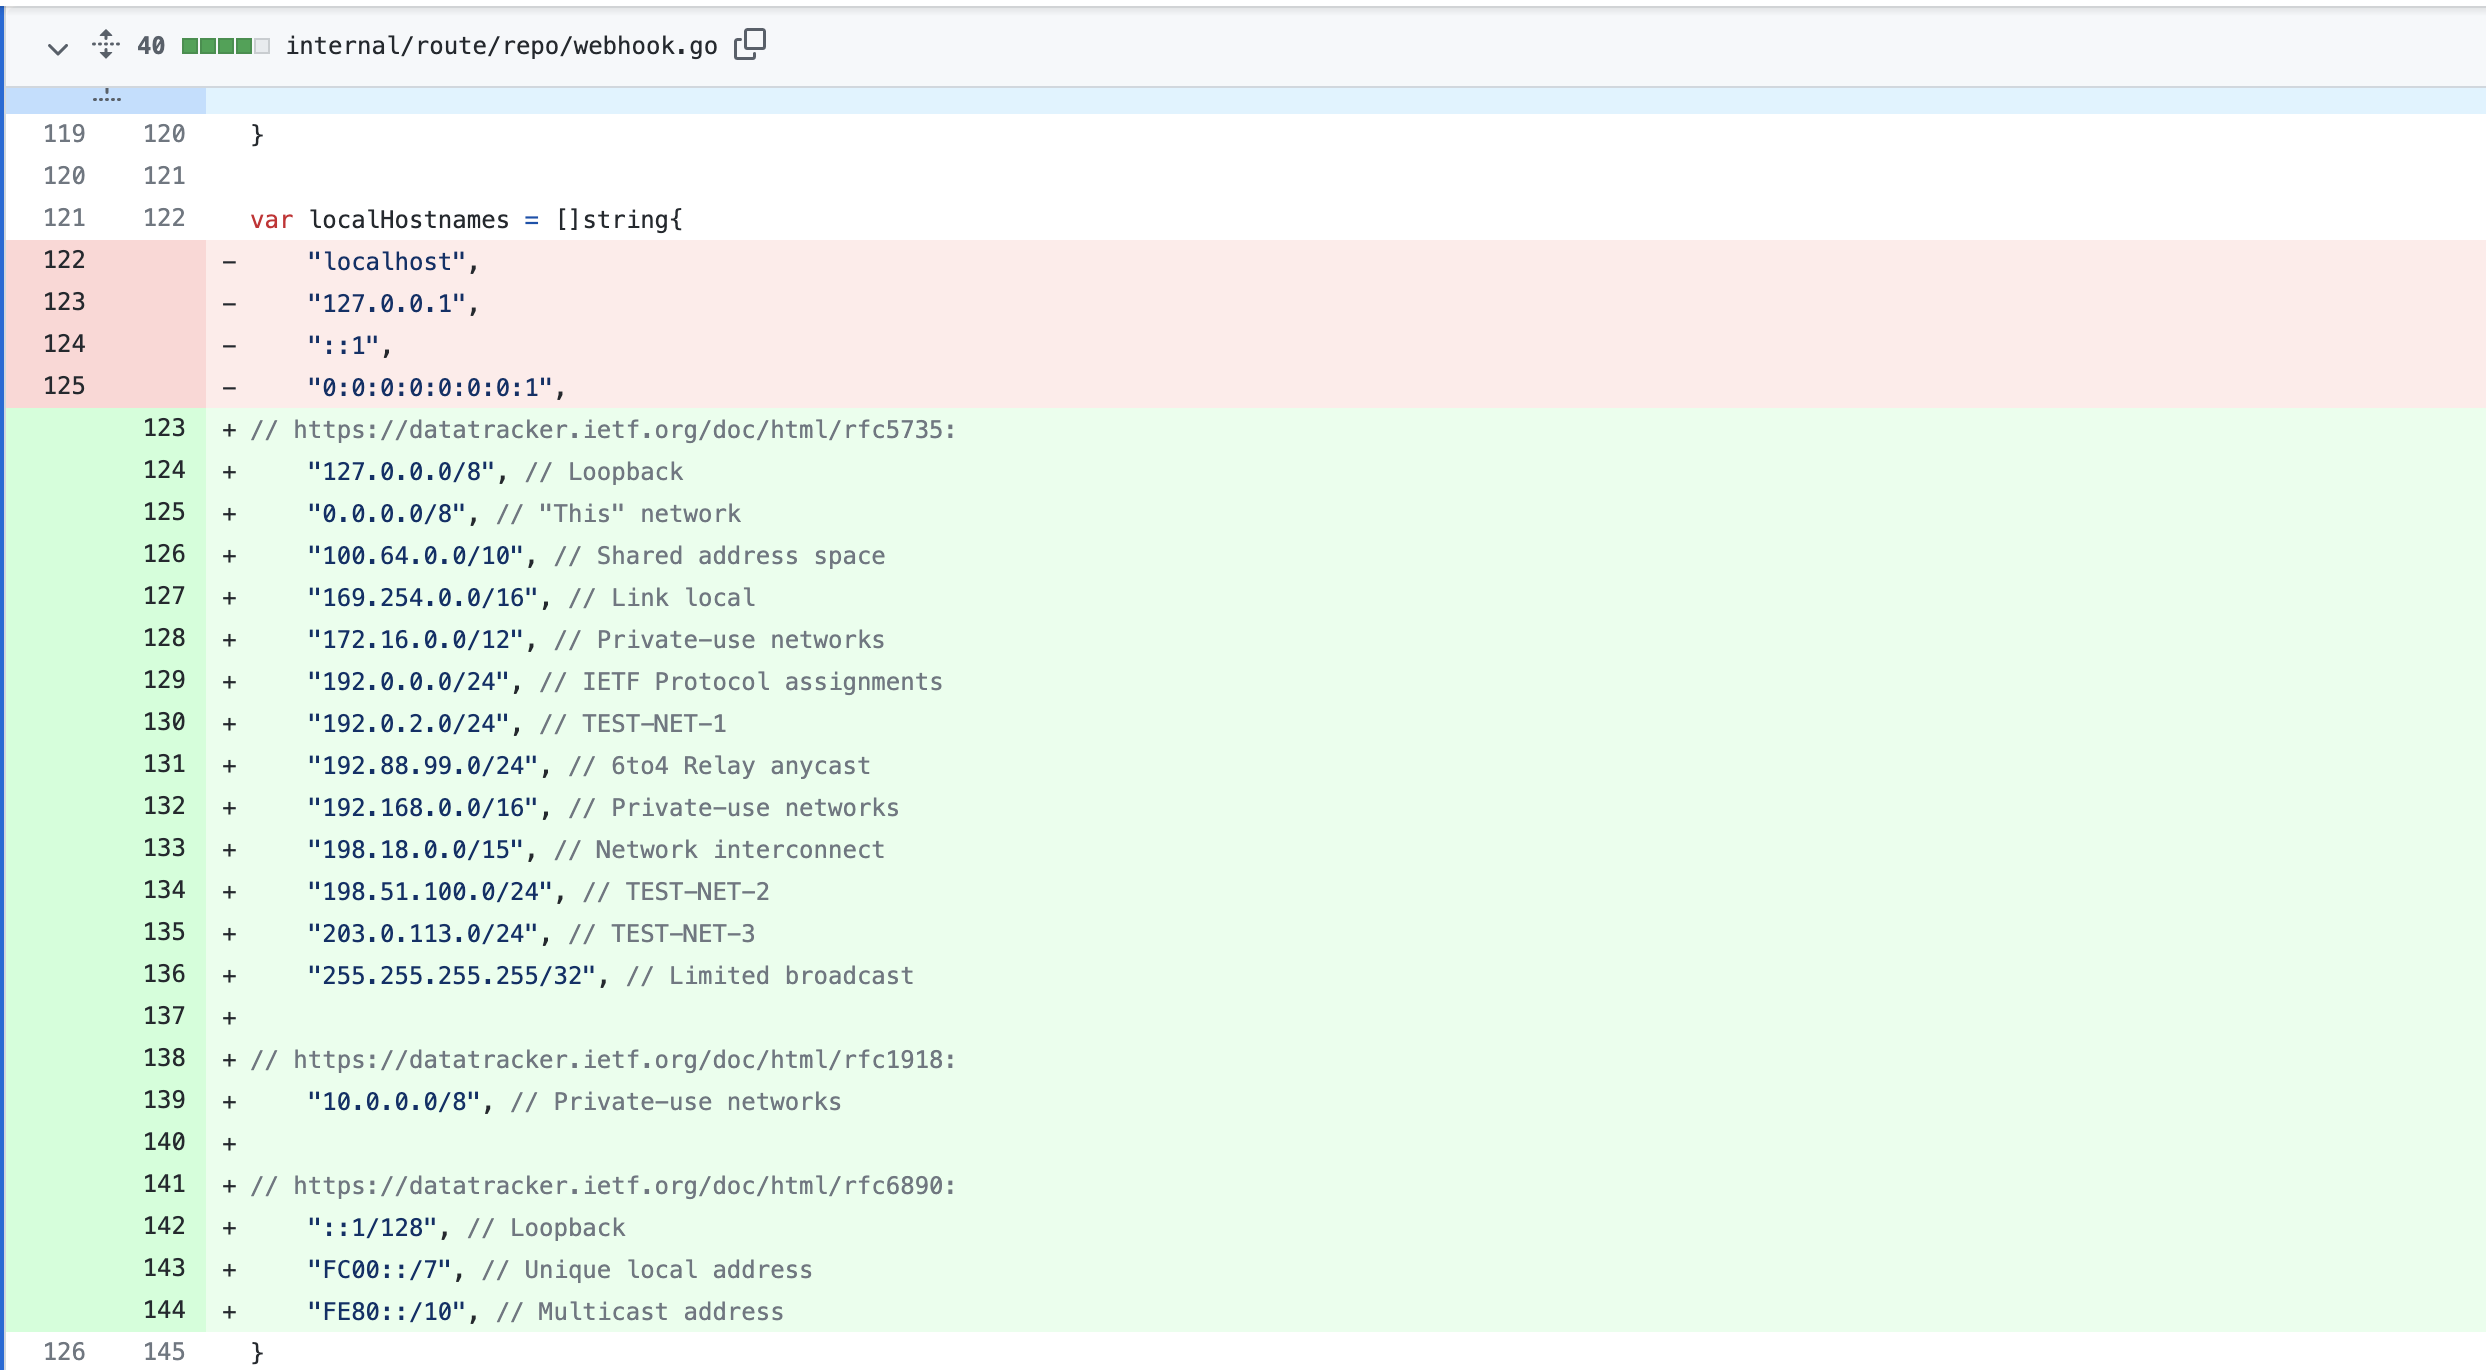 40 internal/route/repo/webhook.go
119 120 }
120 121
121 122 var localHostnames = []string{
122 - "localhost",
123 - "127.0.0.1",
124 - "::1",
125 - "0:0:0:0:0:0:0:1",
123 + // https://datatracker.ietf.org/doc/html/rfc5735:
124 + "127.0.0.0/8", // Loopback
125 + "0.0.0.0/8", // "This" network
126 + "100.64.0.0/10", // Shared address space
127 + "169.254.0.0/16", // Link local
128 + "172.16.0.0/12", // Private-use networks
129 + "192.0.0.0/24", // IETF Protocol assignments
130 + "192.0.2.0/24", // TEST-NET-1
131 + "192.88.99.0/24", // 6to4 Relay anycast
132 + "192.168.0.0/16", // Private-use networks
133 + "198.18.0.0/15", // Network interconnect
134 + "198.51.100.0/24", // TEST-NET-2
135 + "203.0.113.0/24", // TEST-NET-3
136 + "255.255.255.255/32", // Limited broadcast
137 +
138 + // https://datatracker.ietf.org/doc/html/rfc1918:
139 + "10.0.0.0/8", // Private-use networks
140 +
141 + // https://datatracker.ietf.org/doc/html/rfc6890:
142 + "::1/128", // Loopback
143 + "FC00::/7", // Unique local address
144 + "FE80::/10", // Multicast address
126 145 }